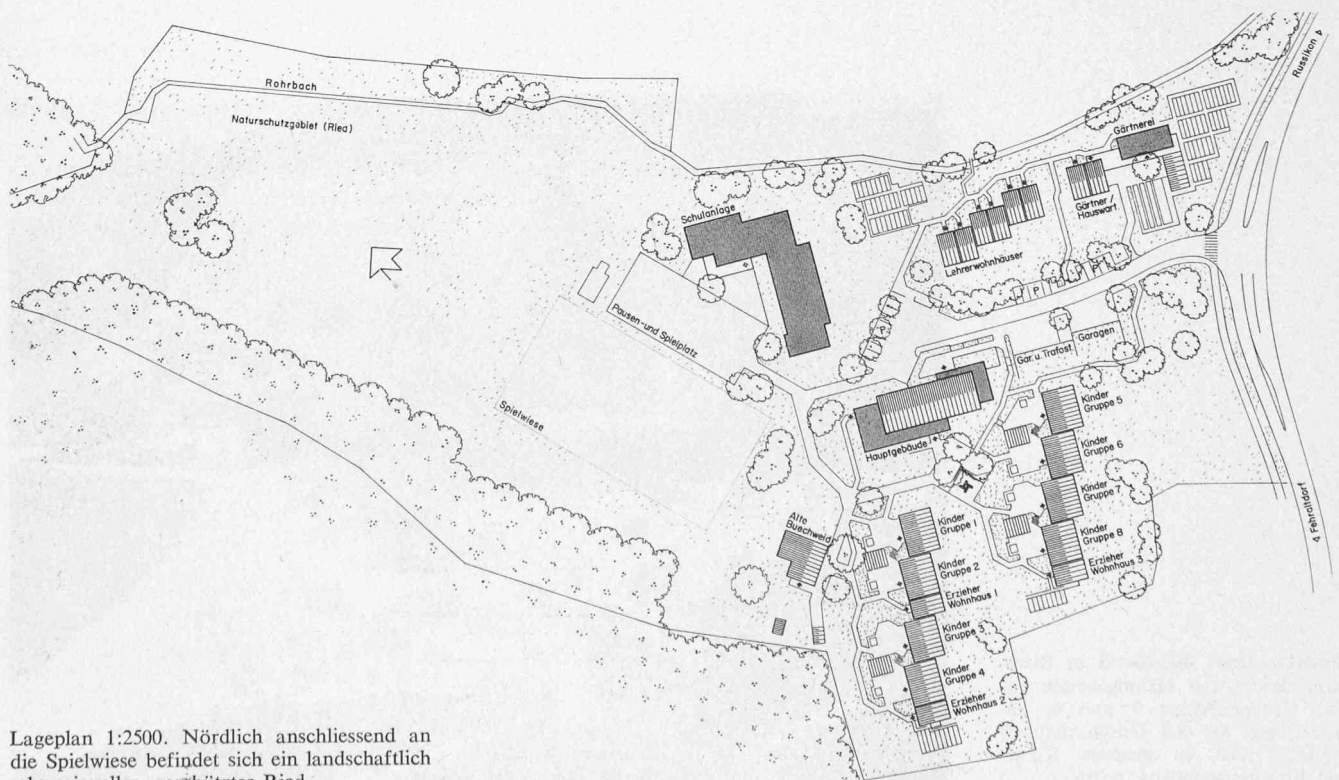 Rohrbach
Naturschutzgebiet (Ried)
Russikon
Gärtnerei
Schulanlage
Gärtner /
Hauswart
Lehrerwohnhäuser
P
P
P
Pausen- und Spielplatz
Gar. u. Trafost.
Garagen
Spielwiese
Hauptgebäude
Kinder
Gruppe 5
Kinder
Gruppe 6
Kinder
Gruppe 7
Kinder
Gruppe 8
Erzieher
Wohnhaus 3
Fehraltdorf
Alte
Buechweid
Kinder
Gruppe 1
Kinder
Gruppe 2
Erzieher
Wohnhaus 1
Kinder
Gruppe 3
Kinder
Gruppe 4
Erzieher
Wohnhaus 2
Lageplan 1:2500. Nördlich anschliessend an
die Spielwiese befindet sich ein landschaftlich